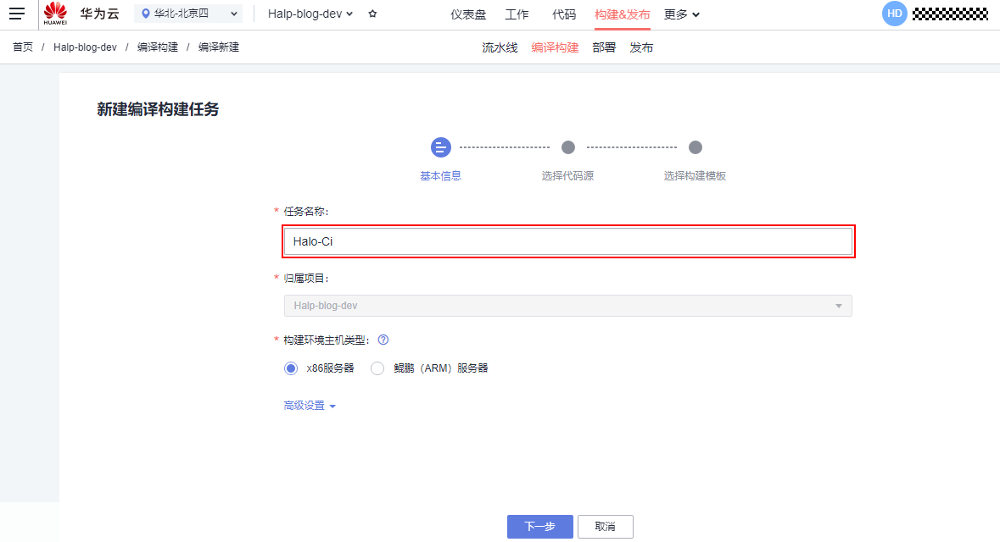 HUAWEI 华为云 华北-北京四 Halp-blog-dev 仪表盘 工作 代码 构建&发布 更多 HD
首页 / Halp-blog-dev / 编译构建 / 编译新建 流水线 编译构建 部署 发布
新建编译构建任务
基本信息 选择代码源 选择构建模板
* 任务名称:
Halo-Ci
* 归属项目:
Halp-blog-dev
* 构建环境主机类型: ?
x86服务器 鲲鹏（ARM）服务器
高级设置
下一步 取消